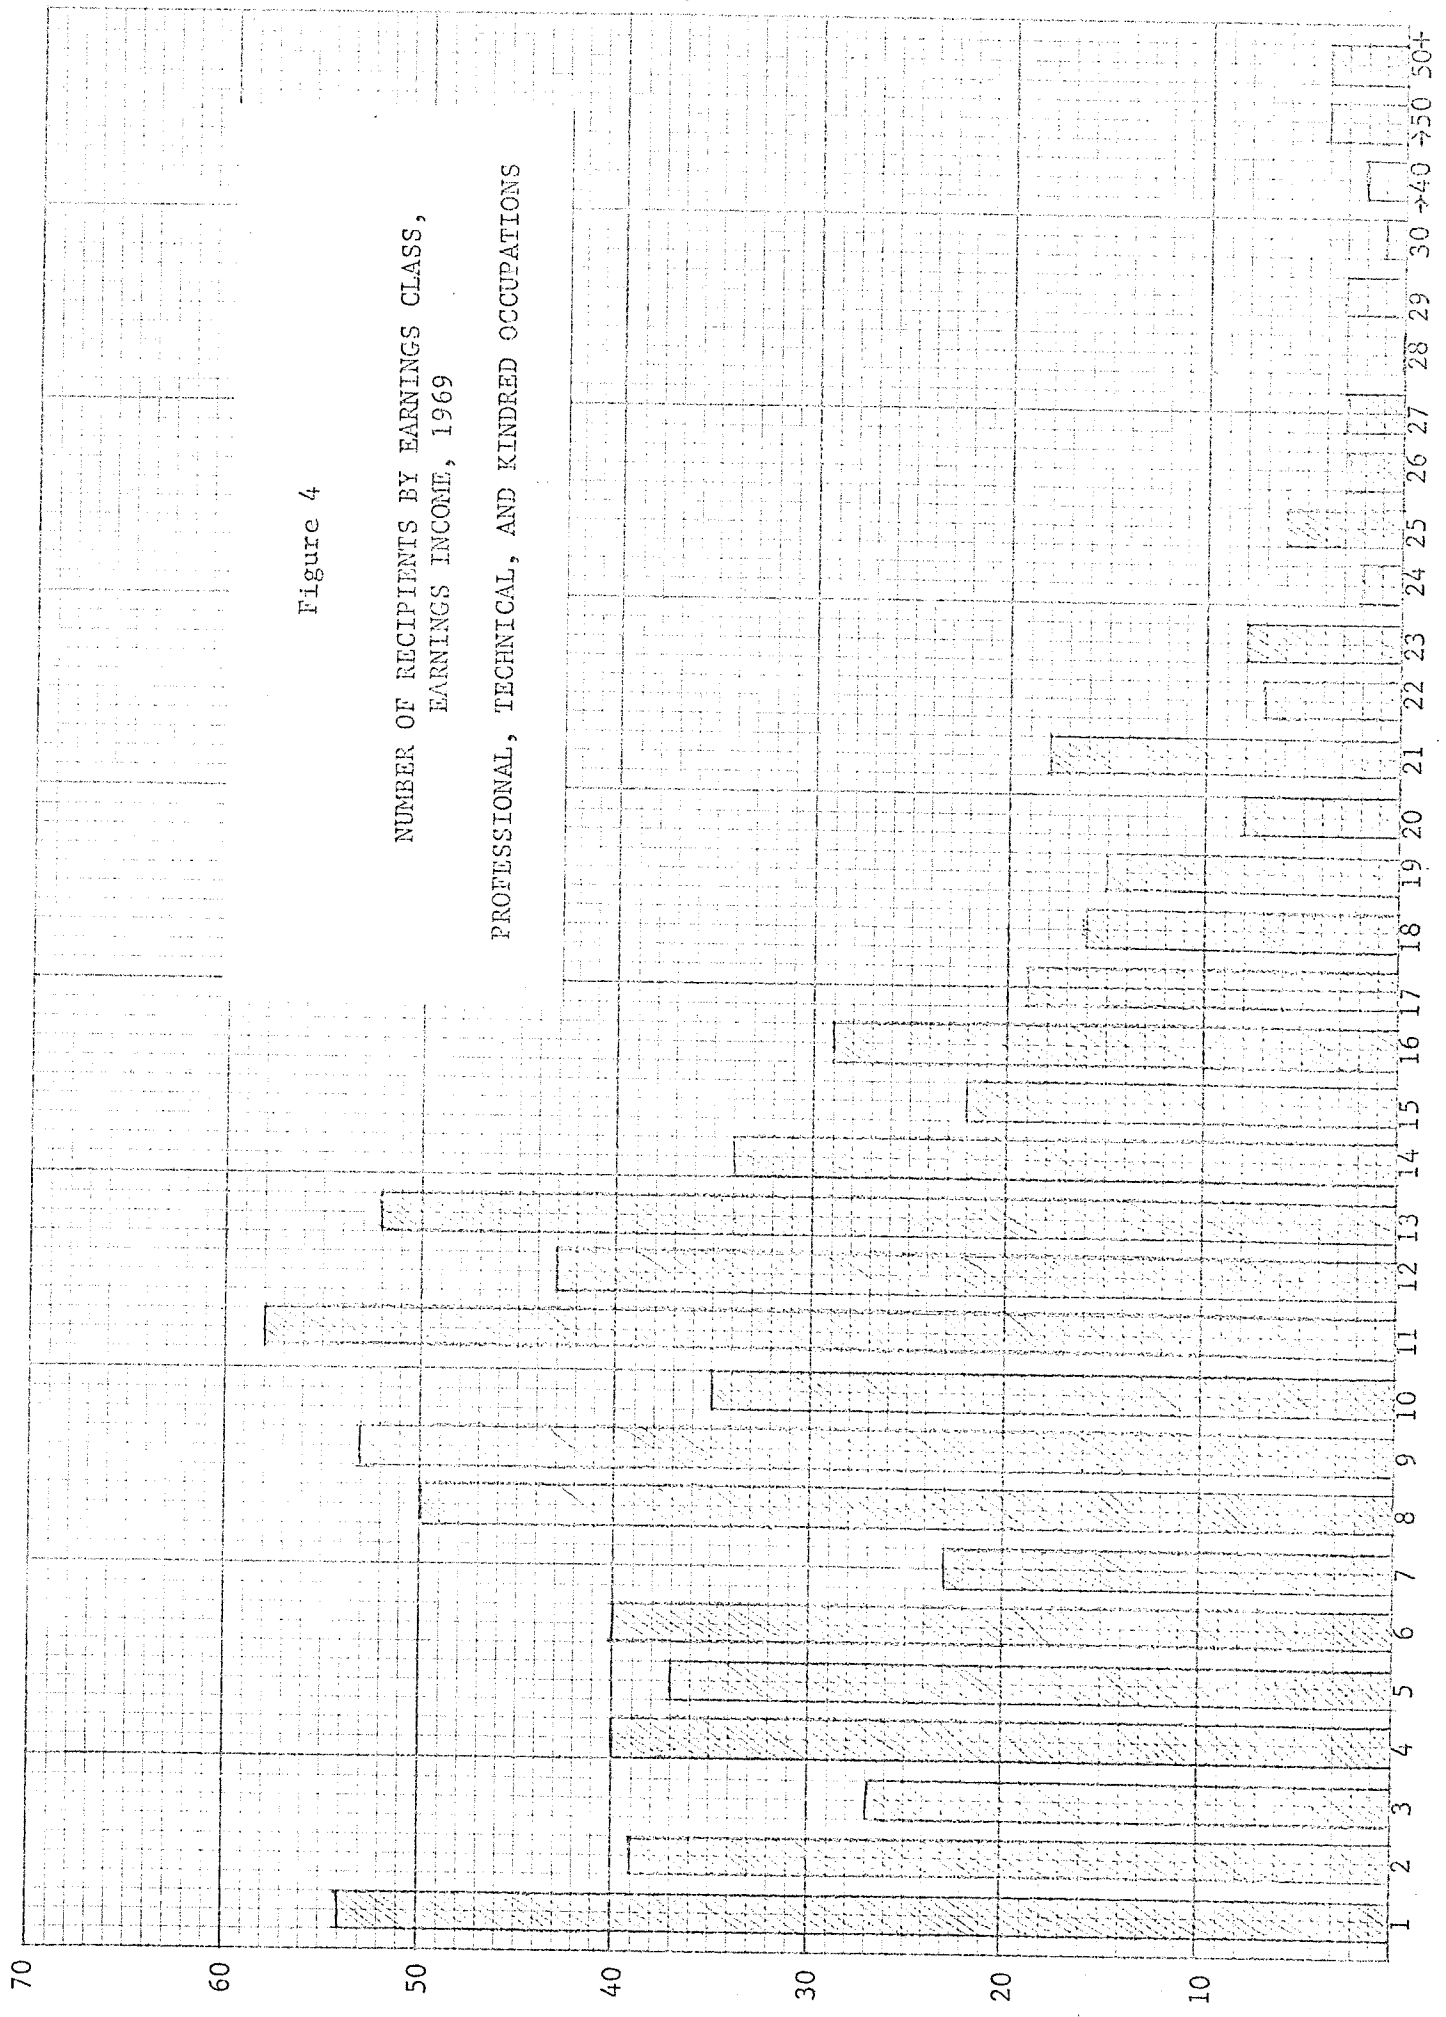 Figure 4
NUMBER OF RECIPIENTS BY EARNINGS CLASS,
EARNINGS INCOME, 1969
PROFESSIONAL, TECHNICAL, AND KINDRED OCCUPATIONS
70
60
50
40
30
20
10
1 2 3 4 5 6 7 8 9 10 11 12 13 14 15 16 17 18 19 20 21 22 23 24 25 26 27 28 29 30 →40 →50 50+